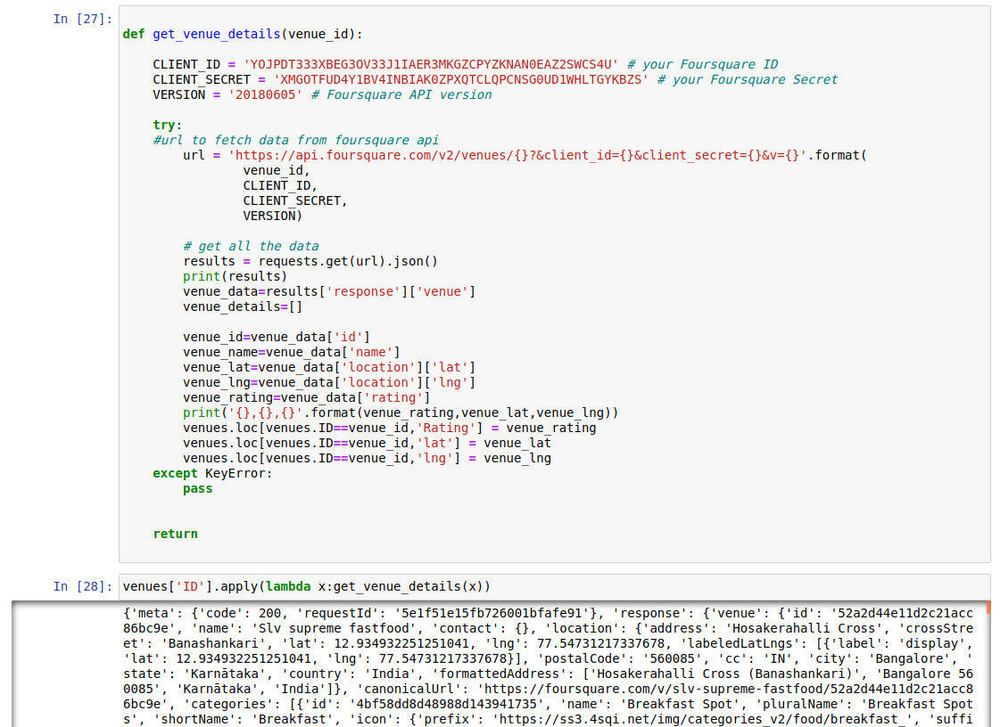 In [27]:
def get_venue_details(venue_id):
CLIENT_ID = 'YOJPDT333XBEG3OV33J1IAER3MKGZCPYZKNAN0EAZ2SWCS4U' # your Foursquare ID
CLIENT_SECRET = 'XMGOTFUD4Y1BV4INBIAK0ZPXQTCLQPCNSG0UD1WHLTGYKBZS' # your Foursquare Secret
VERSION = '20180605' # Foursquare API version
try:
#url to fetch data from foursquare api
url = 'https://api.foursquare.com/v2/venues/{}?&client_id={}&client_secret={}&v={}'.format(
venue_id,
CLIENT_ID,
CLIENT_SECRET,
VERSION)
# get all the data
results = requests.get(url).json()
print(results)
venue_data=results['response']['venue']
venue_details=[]
venue_id=venue_data['id']
venue_name=venue_data['name']
venue_lat=venue_data['location']['lat']
venue_lng=venue_data['location']['lng']
venue_rating=venue_data['rating']
print('{},{},{}'.format(venue_rating,venue_lat,venue_lng))
venues.loc[venues.ID==venue_id,'Rating'] = venue_rating
venues.loc[venues.ID==venue_id,'lat'] = venue_lat
venues.loc[venues.ID==venue_id,'lng'] = venue_lng
except KeyError:
pass
return
In [28]: venues['ID'].apply(lambda x:get_venue_details(x))
{'meta': {'code': 200, 'requestId': '5e1f51e15fb726001bfafe91'}, 'response': {'venue': {'id': '52a2d44e11d2c21acc
86bc9e', 'name': 'Slv supreme fastfood', 'contact': {}, 'location': {'address': 'Hosakerahalli Cross', 'crossStre
et': 'Banashankari', 'lat': 12.934932251251041, 'lng': 77.54731217337678, 'labeledLatLngs': [{'label': 'display',
'lat': 12.934932251251041, 'lng': 77.54731217337678}], 'postalCode': '560085', 'cc': 'IN', 'city': 'Bangalore', '
state': 'Karnātaka', 'country': 'India', 'formattedAddress': ['Hosakerahalli Cross (Banashankari)', 'Bangalore 56
0085', 'Karnātaka', 'India']}, 'canonicalUrl': 'https://foursquare.com/v/slv-supreme-fastfood/52a2d44e11d2c21acc8
6bc9e', 'categories': [{'id': '4bf58dd8d48988d143941735', 'name': 'Breakfast Spot', 'pluralName': 'Breakfast Spot
s', 'shortName': 'Breakfast', 'icon': {'prefix': 'https://ss3.4sqi.net/img/categories_v2/food/breakfast_', 'suffi